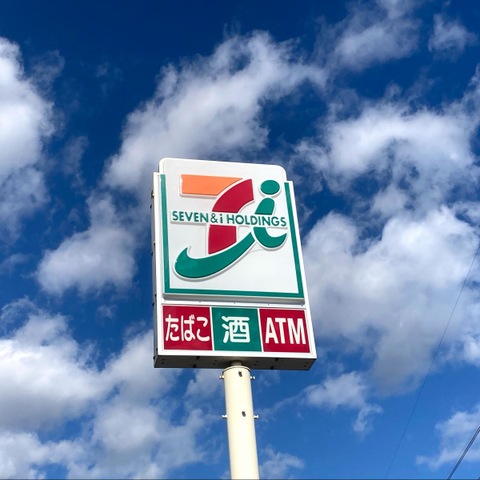 SEVEN & i HOLDINGS
たばこ 酒 ATM